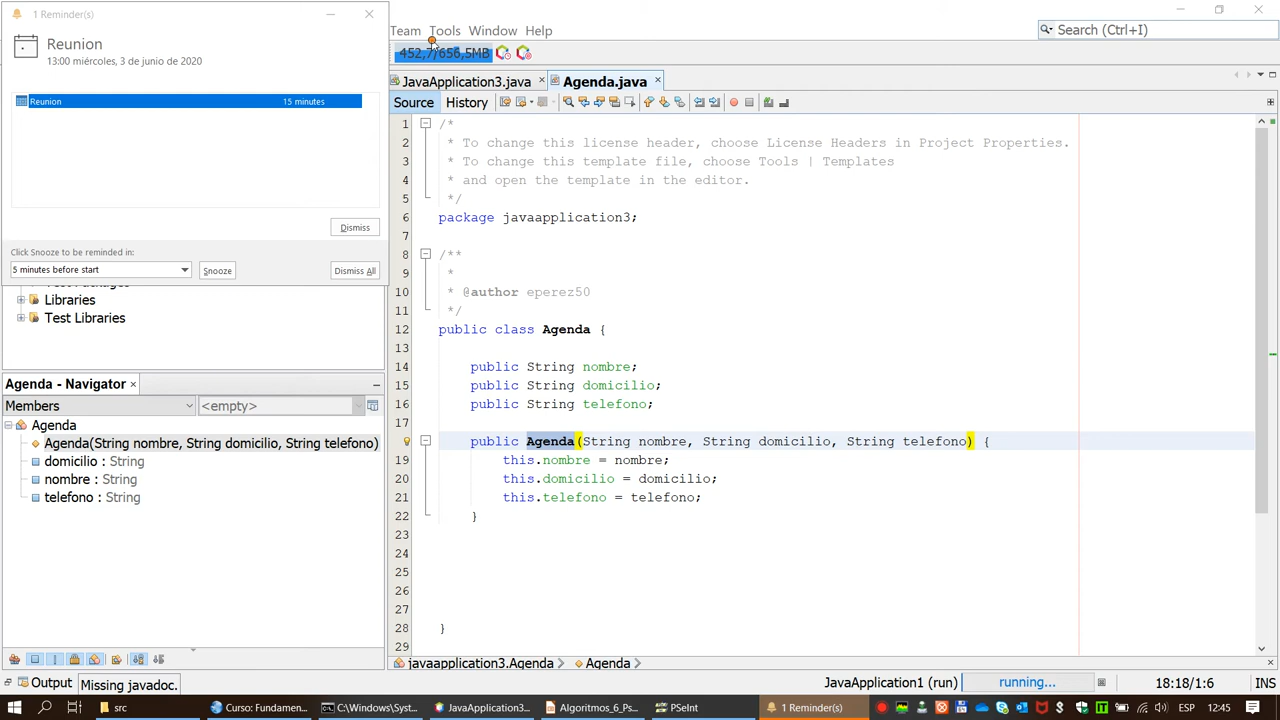 1 Reminder(s)
Reunion
13:00 miércoles, 3 de junio de 2020
Reunion 15 minutes
Dismiss
Click Snooze to be reminded in:
5 minutes before start
Snooze
Dismiss All
Team Tools Window Help
Search (Ctrl+I)
452,7/656,5MB
JavaApplication3.java
Agenda.java
Source History
1 /*
2 * To change this license header, choose License Headers in Project Properties.
3 * To change this template file, choose Tools | Templates
4 * and open the template in the editor.
5 */
6 package javaapplication3;
7
8 /**
9 *
10 * @author eperez50
11 */
12 public class Agenda {
13
14 public String nombre;
15 public String domicilio;
16 public String telefono;
17
public Agenda(String nombre, String domicilio, String telefono) {
19 this.nombre = nombre;
20 this.domicilio = domicilio;
21 this.telefono = telefono;
22 }
23
24
25
26
27
28 }
29
Libraries
Test Libraries
Agenda - Navigator
Members
<empty>
Agenda
Agenda(String nombre, String domicilio, String telefono)
domicilio : String
nombre : String
telefono : String
javaapplication3.Agenda
Agenda
Output
Missing javadoc.
JavaApplication1 (run)
running...
18:18/1:6
INS
src
Curso: Fundamen...
C:\Windows\Syst...
JavaApplication3 -...
Algoritmos_6_Ps...
PSeInt
1 Reminder(s)
ESP
12:45